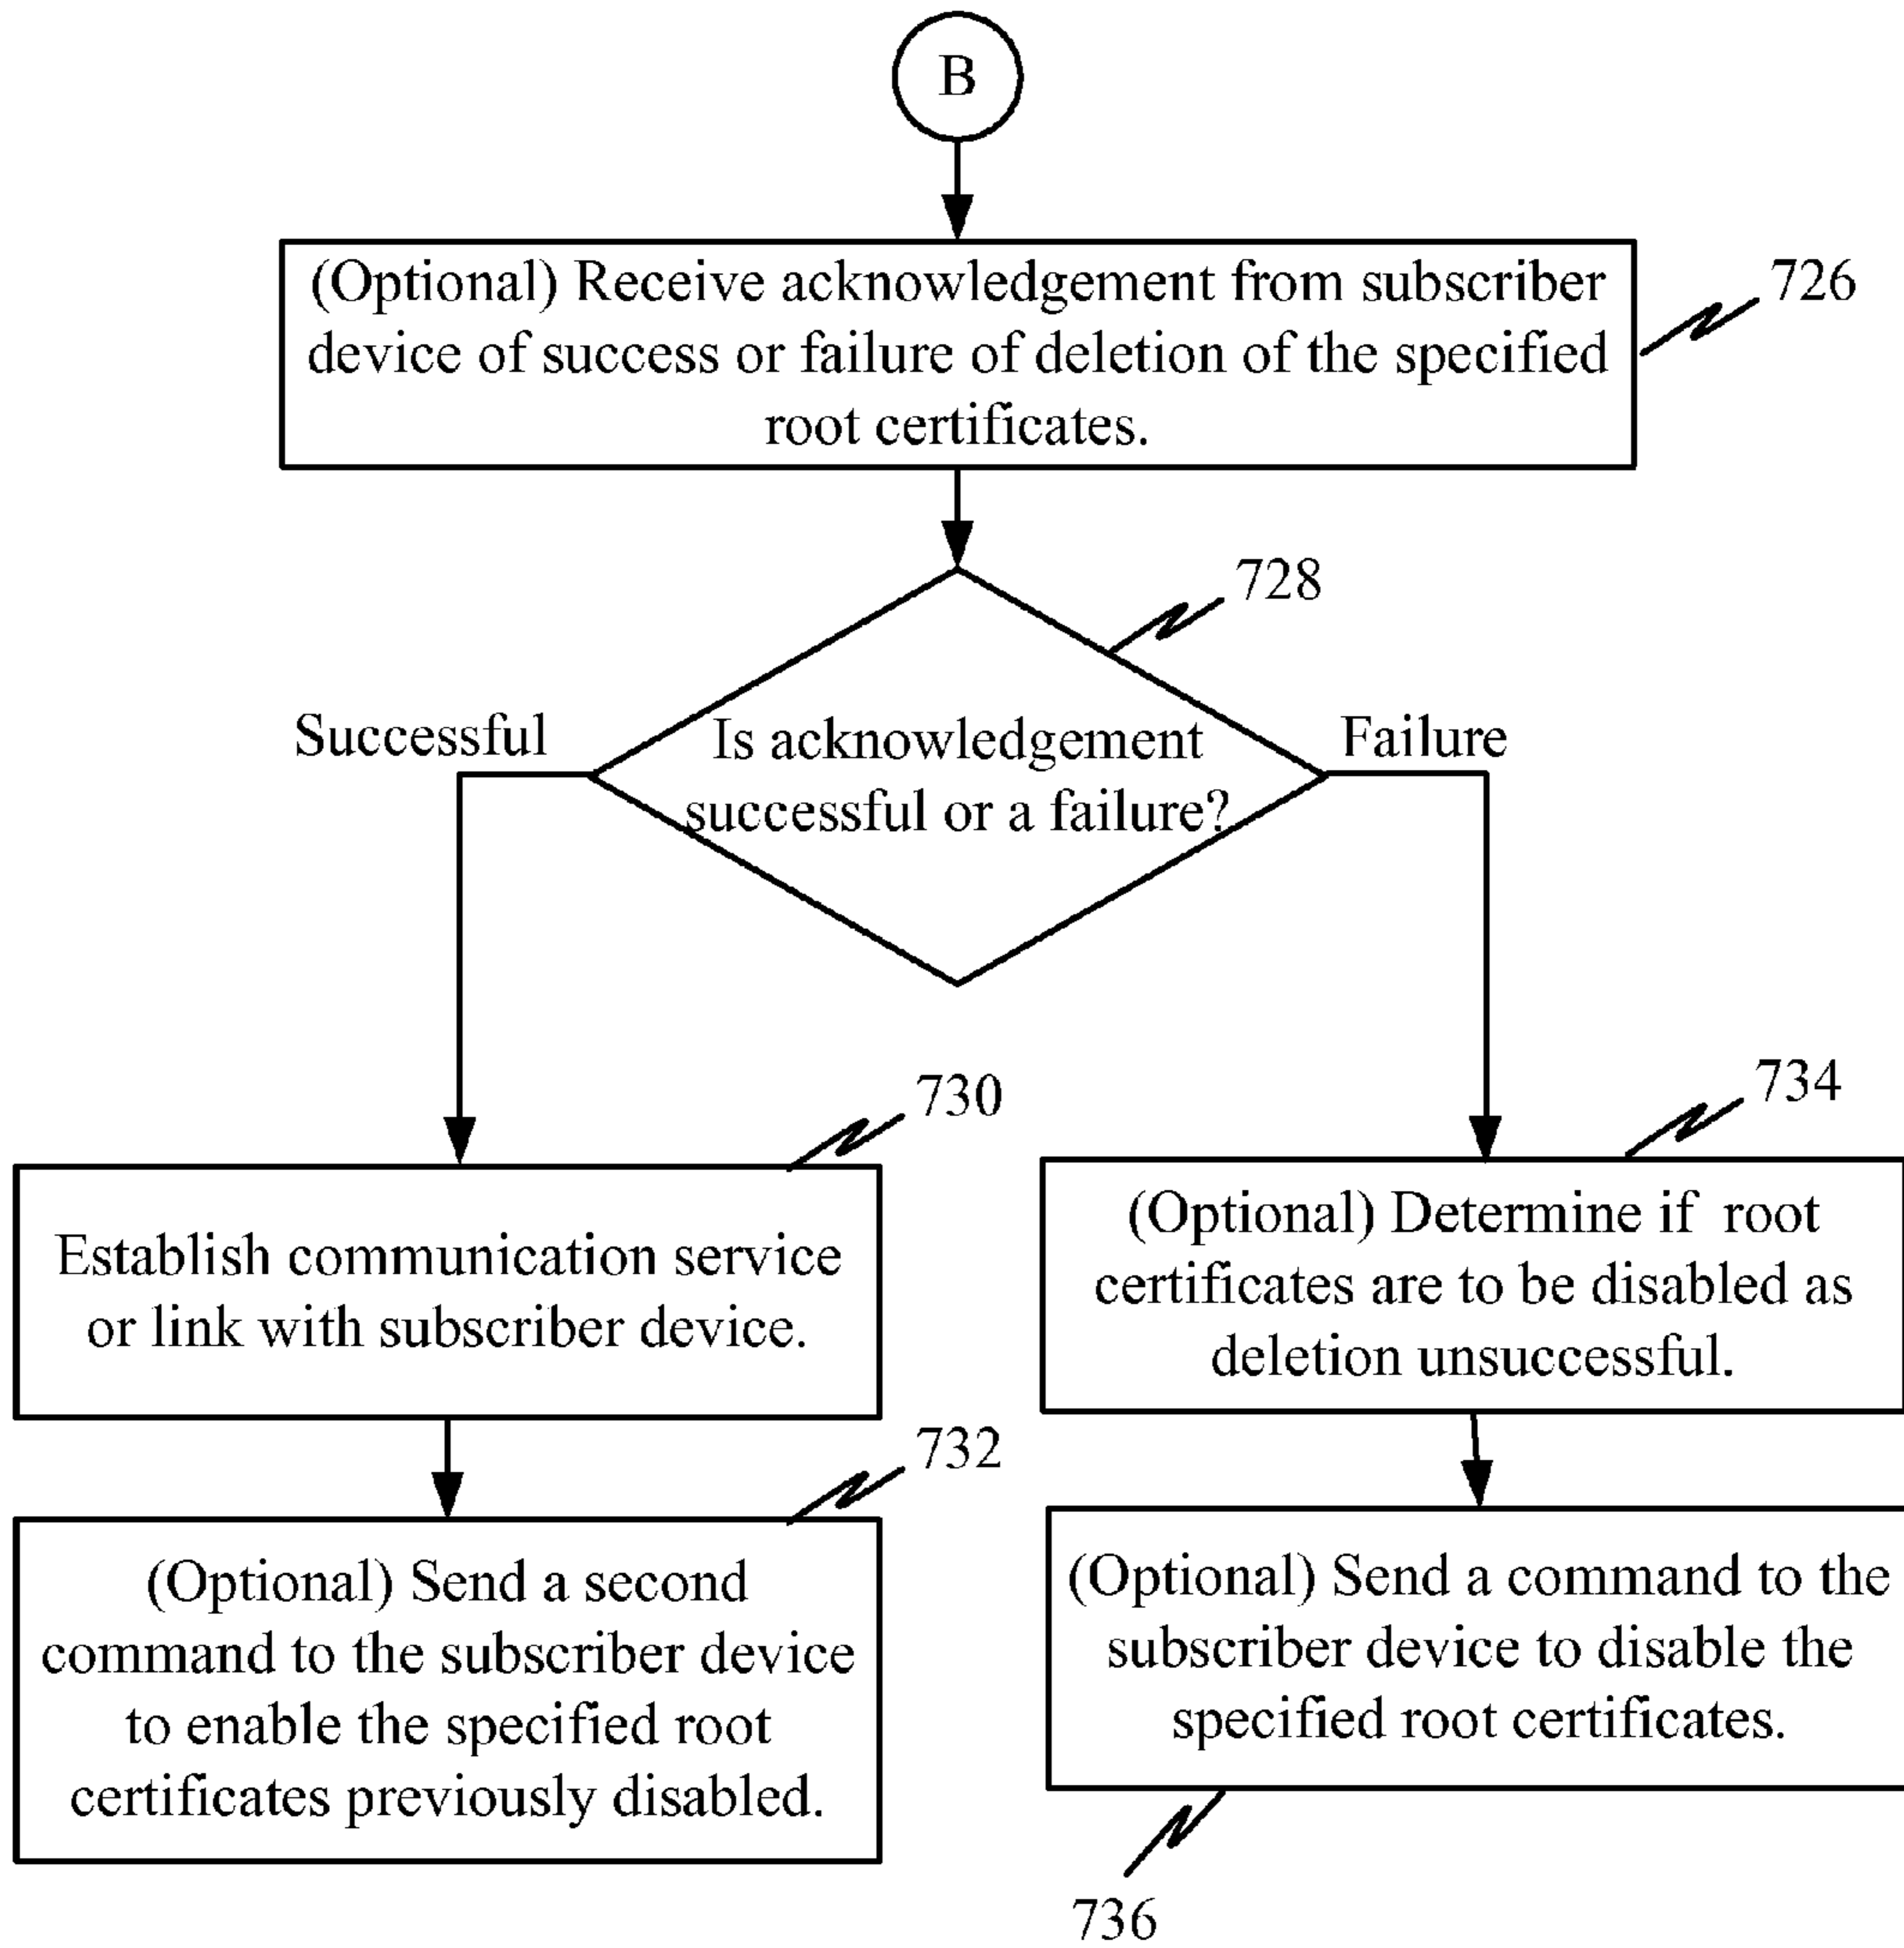 B
(Optional) Receive acknowledgement from subscriber
device of success or failure of deletion of the specified
root certificates.
726
728
Successful
Is acknowledgement
successful or a failure?
Failure
730
Establish communication service
or link with subscriber device.
734
(Optional) Determine if root
certificates are to be disabled as
deletion unsuccessful.
732
(Optional) Send a second
command to the subscriber device
to enable the specified root
certificates previously disabled.
(Optional) Send a command to the
subscriber device to disable the
specified root certificates.
736